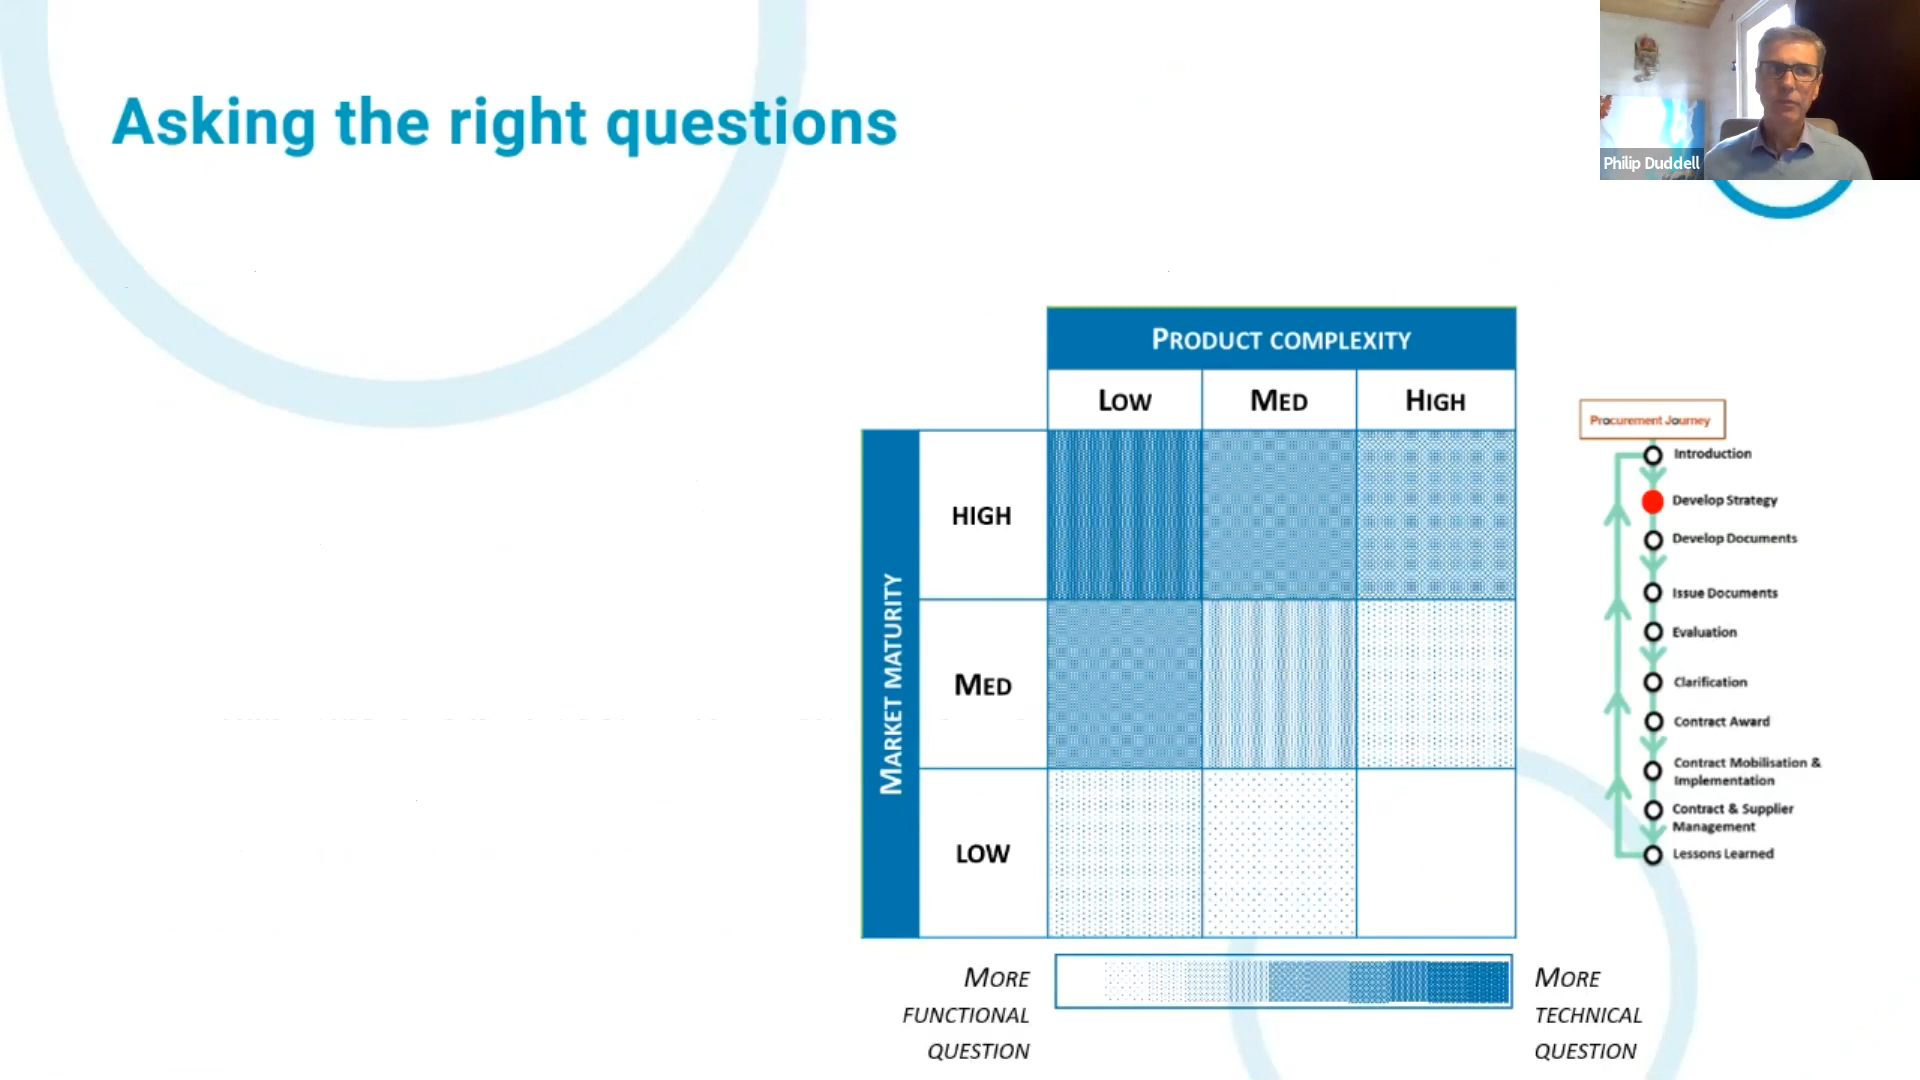 Asking the right questions
Philip Duddell
PRODUCT COMPLEXITY
LOW MED HIGH
MARKET MATURITY
HIGH
MED
LOW
MORE
FUNCTIONAL
QUESTION
MORE
TECHNICAL
QUESTION
Procurement Journey
Introduction
Develop Strategy
Develop Documents
Issue Documents
Evaluation
Clarification
Contract Award
Contract Mobilisation &
Implementation
Contract & Supplier
Management
Lessons Learned